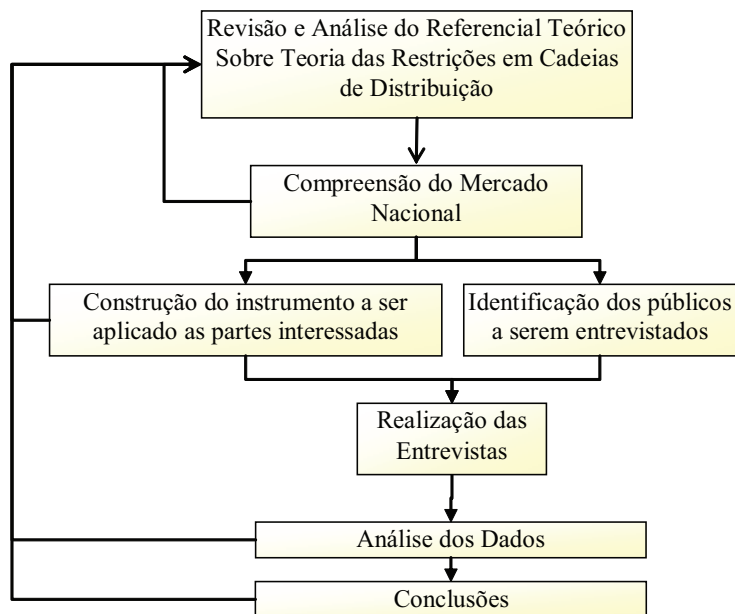 Revisão e Análise do Referencial Teórico
Sobre Teoria das Restrições em Cadeias
de Distribuição
Compreensão do Mercado
Nacional
Construção do instrumento a ser
aplicado as partes interessadas
Identificação dos públicos
a serem entrevistados
Realização das
Entrevistas
Análise dos Dados
Conclusões